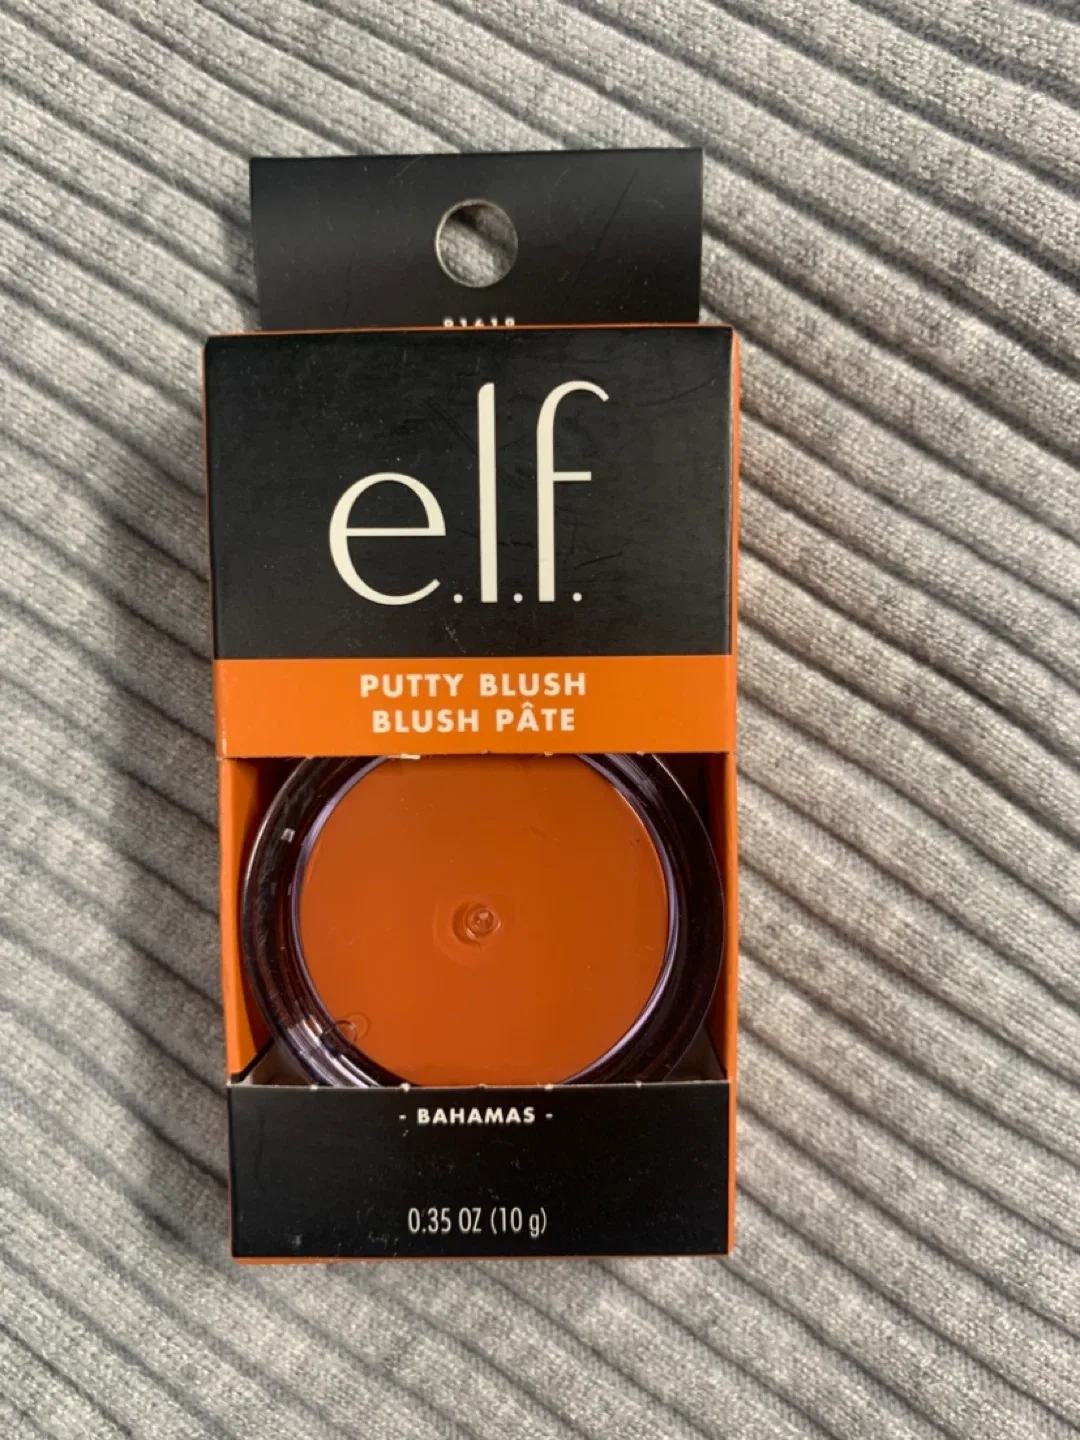 e.l.f.
PUTTY BLUSH
BLUSH PÂTE
- BAHAMAS -
0.35 OZ (10 g)